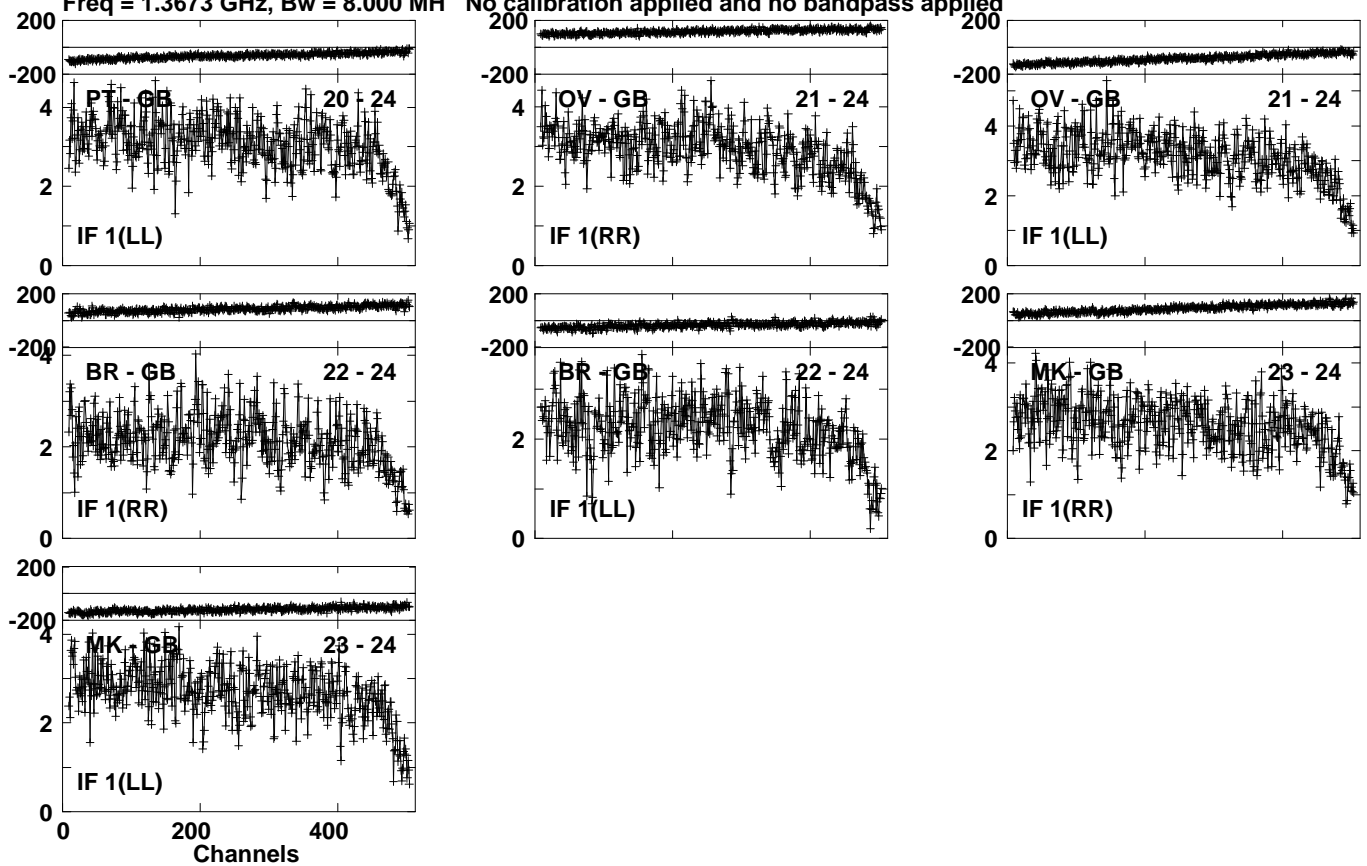 Freq = 1.3673 GHz, Bw = 8.000 MH No calibration applied and no bandpass applied
200
-200
PT - GB 20 - 24
4
2
IF 1(LL)
0
200
-200
OV - GB 21 - 24
4
2
IF 1(RR)
0
200
-200
OV - GB 21 - 24
4
2
IF 1(LL)
0
200
-200
4
BR - GB 22 - 24
2
IF 1(RR)
0
200
-200
BR - GB 22 - 24
2
IF 1(LL)
0
200
-200
4
MK - GB 23 - 24
2
IF 1(RR)
0
200
-200
4
MK - GB 23 - 24
2
IF 1(LL)
0
0 200 400
Channels